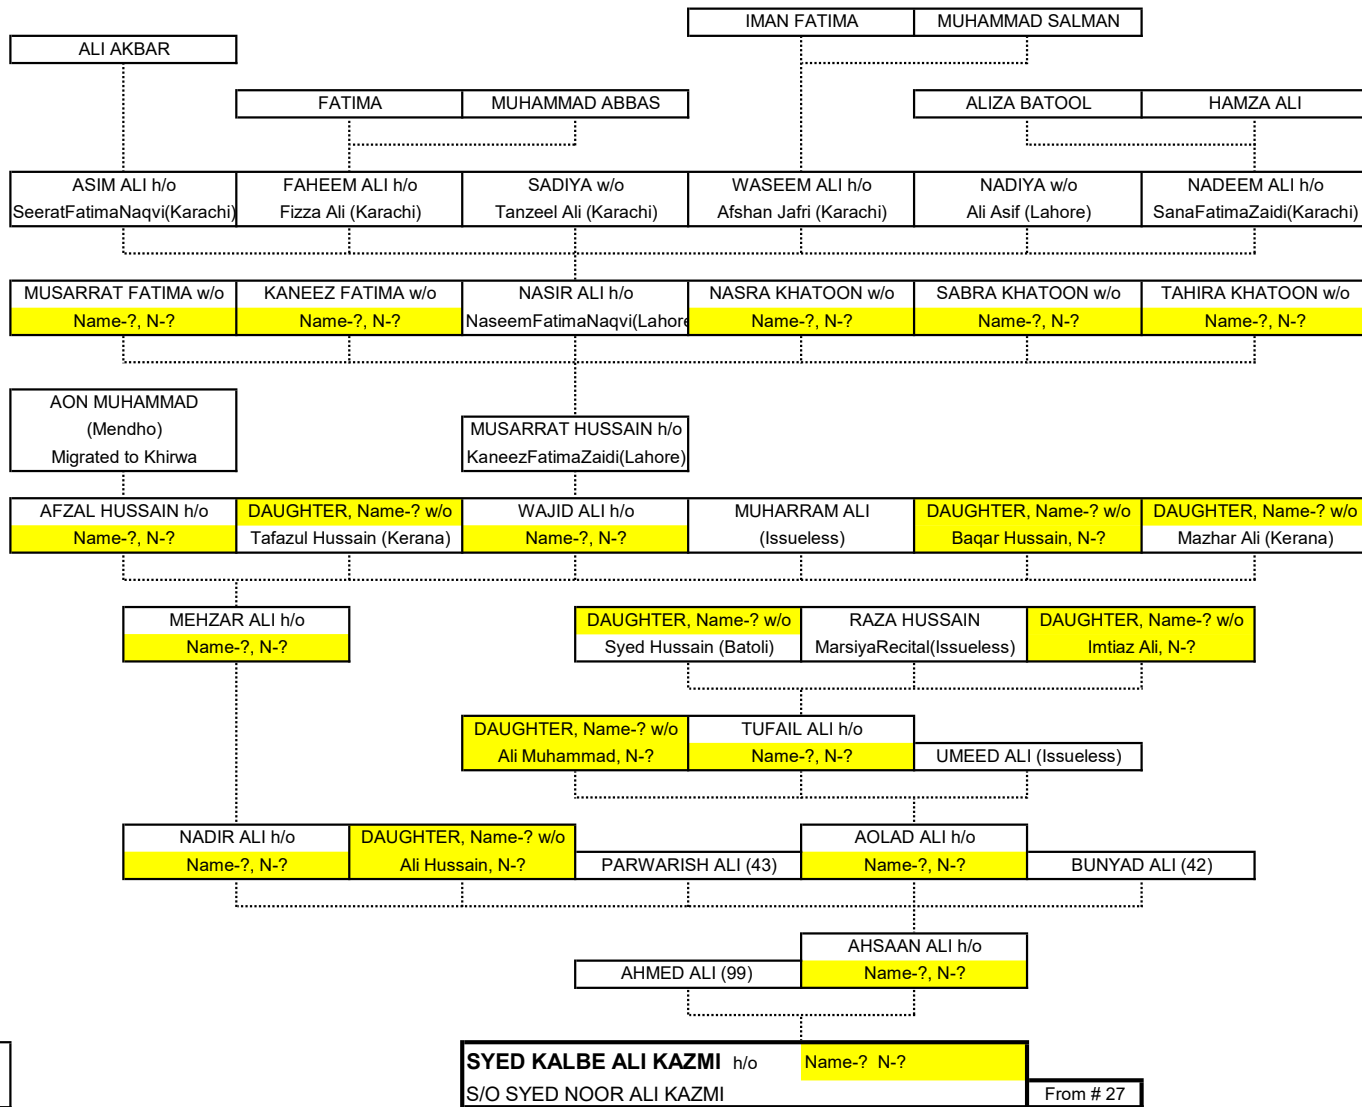 IMAN FATIMA
MUHAMMAD SALMAN
ALI AKBAR
FATIMA
MUHAMMAD ABBAS
ALIZA BATOOL
HAMZA ALI
ASIM ALI h/o
SeeratFatimaNaqvi(Karachi)
FAHEEM ALI h/o
Fizza Ali (Karachi)
SADIYA w/o
Tanzeel Ali (Karachi)
WASEEM ALI h/o
Afshan Jafri (Karachi)
NADIYA w/o
Ali Asif (Lahore)
NADEEM ALI h/o
SanaFatimaZaidi(Karachi)
MUSARRAT FATIMA w/o
Name-?, N-?
KANEEZ FATIMA w/o
Name-?, N-?
NASIR ALI h/o
NaseemFatimaNaqvi(Lahore
NASRA KHATOON w/o
Name-?, N-?
SABRA KHATOON w/o
Name-?, N-?
TAHIRA KHATOON w/o
Name-?, N-?
AON MUHAMMAD
(Mendho)
Migrated to Khirwa
MUSARRAT HUSSAIN h/o
KaneezFatimaZaidi(Lahore)
AFZAL HUSSAIN h/o
Name-?, N-?
DAUGHTER, Name-? w/o
Tafazul Hussain (Kerana)
WAJID ALI h/o
Name-?, N-?
MUHARRAM ALI
(Issueless)
DAUGHTER, Name-? w/o
Baqar Hussain, N-?
DAUGHTER, Name-? w/o
Mazhar Ali (Kerana)
MEHZAR ALI h/o
Name-?, N-?
DAUGHTER, Name-? w/o
Syed Hussain (Batoli)
RAZA HUSSAIN
MarsiyaRecital(Issueless)
DAUGHTER, Name-? w/o
Imtiaz Ali, N-?
DAUGHTER, Name-? w/o
Ali Muhammad, N-?
TUFAIL ALI h/o
Name-?, N-?
UMEED ALI (Issueless)
NADIR ALI h/o
Name-?, N-?
DAUGHTER, Name-? w/o
Ali Hussain, N-?
PARWARISH ALI (43)
AOLAD ALI h/o
Name-?, N-?
BUNYAD ALI (42)
AHMED ALI (99)
AHSAAN ALI h/o
Name-?, N-?
SYED KALBE ALI KAZMI h/o Name-? N-?
S/O SYED NOOR ALI KAZMI
From # 27